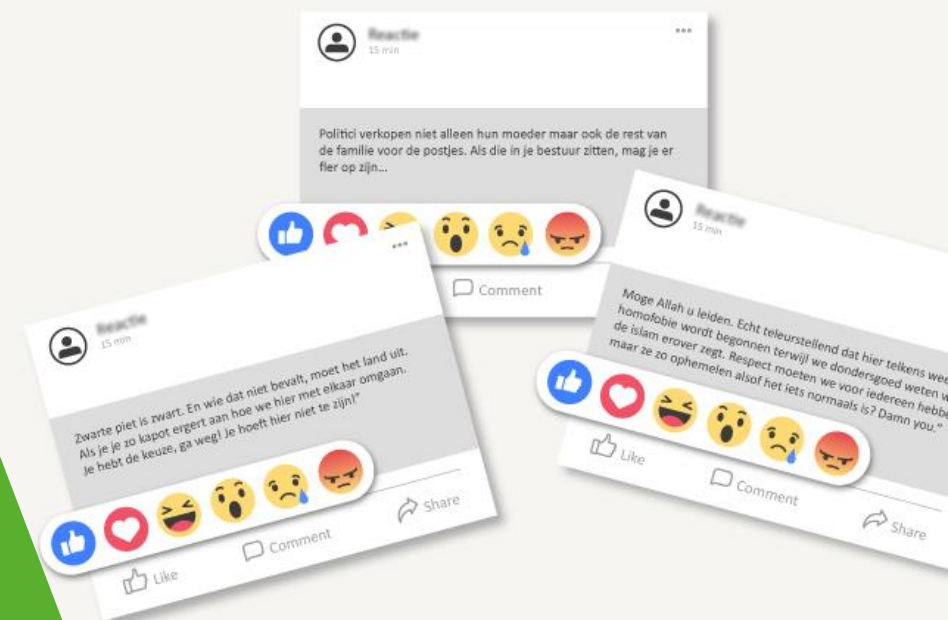 Reactie
15 min
Politici verkopen niet alleen hun moeder maar ook de rest van
de familie voor de postjes. Als die in je bestuur zitten, mag je er
fier op zijn...
Comment
Reactie
15 min
Zwarte piet is zwart. En wie dat niet bevalt, moet het land uit.
Als je je zo kapot ergert aan hoe we hier met elkaar omgaan.
Je hebt de keuze, ga weg! Je hoeft hier niet te zijn!"
Like
Comment
Share
Reactie
15 min
Moge Allah u leiden. Echt teleurstellend dat hier telkens wee
homofobie wordt begonnen terwijl we dondersgoed weten w
de islam erover zegt. Respect moeten we voor iedereen hebbe
maar ze zo ophemelen alsof het iets normaals is? Damn you."
Like
Comment
Share